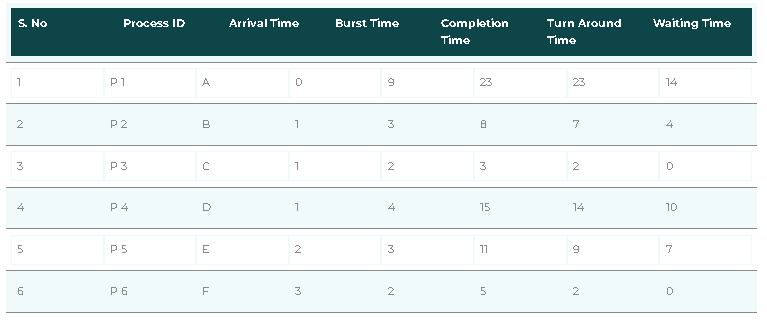 S. No Process ID Arrival Time Burst Time Completion Time Turn Around Time Waiting Time
1 P 1 A 0 9 23 23 14
2 P 2 B 1 3 8 7 4
3 P 3 C 1 2 3 2 0
4 P 4 D 1 4 15 14 10
5 P 5 E 2 3 11 9 7
6 P 6 F 3 2 5 2 0